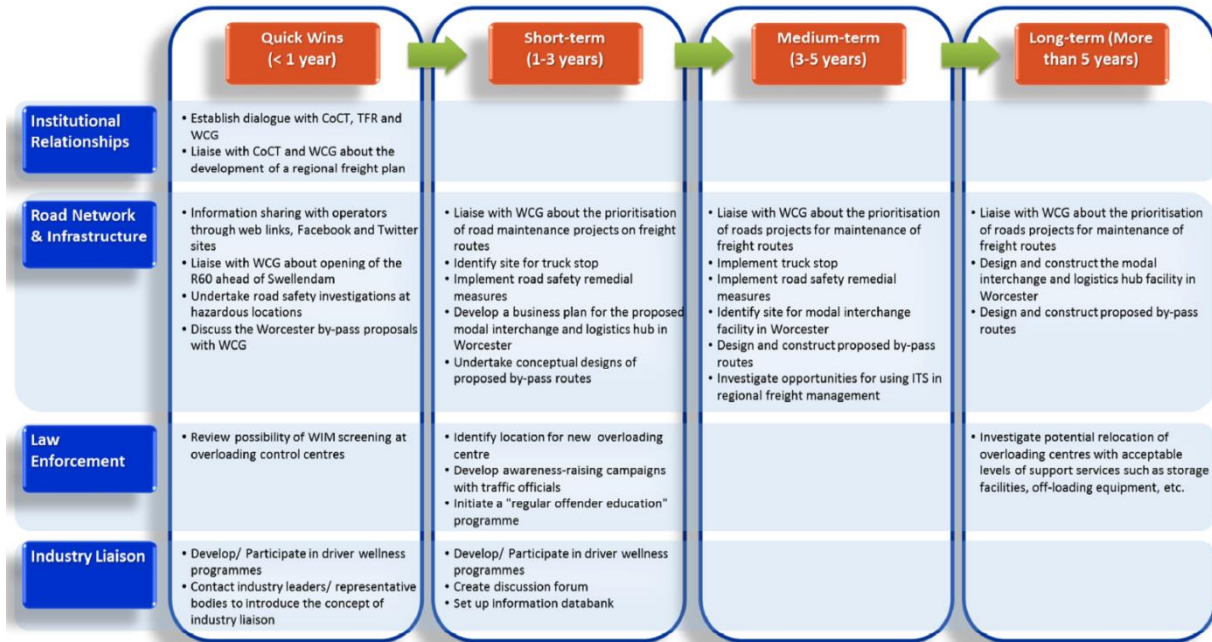 Quick Wins
(< 1 year)
Short-term
(1-3 years)
Medium-term
(3-5 years)
Long-term (More
than 5 years)
Institutional
Relationships
• Establish dialogue with CoCT, TFR and
WCG
• Liaise with CoCT and WCG about the
development of a regional freight plan
Road Network
& Infrastructure
• Information sharing with operators
through web links, Facebook and Twitter
sites
• Liaise with WCG about opening of the
R60 ahead of Swellendam
• Undertake road safety investigations at
hazardous locations
• Discuss the Worcester by-pass proposals
with WCG
• Liaise with WCG about the prioritisation
of road maintenance projects on freight
routes
• Identify site for truck stop
• Implement road safety remedial
measures
• Develop a business plan for the proposed
modal interchange and logistics hub in
Worcester
• Undertake conceptual designs of
proposed by-pass routes
• Liaise with WCG about the prioritisation
of roads projects for maintenance of
freight routes
• Implement truck stop
• Implement road safety remedial
measures
• Identify site for modal interchange
facility in Worcester
• Design and construct proposed by-pass
routes
• Investigate opportunities for using ITS in
regional freight management
• Liaise with WCG about the prioritisation
of roads projects for maintenance of
freight routes
• Design and construct the modal
interchange and logistics hub facility in
Worcester
• Design and construct proposed by-pass
routes
Law
Enforcement
• Review possibility of WIM screening at
overloading control centres
• Identify location for new overloading
centre
• Develop awareness-raising campaigns
with traffic officials
• Initiate a "regular offender education"
programme
• Investigate potential relocation of
overloading centres with acceptable
levels of support services such as storage
facilities, off-loading equipment, etc.
Industry Liaison
• Develop/ Participate in driver wellness
programmes
• Contact industry leaders/ representative
bodies to introduce the concept of
industry liaison
• Develop/ Participate in driver wellness
programmes
• Create discussion forum
• Set up information databank